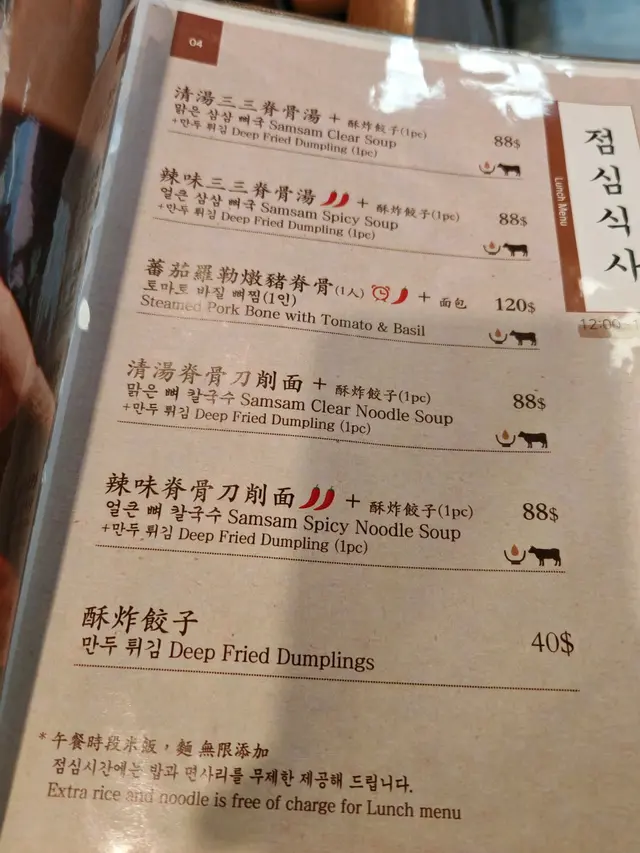 04
清湯三三脊骨湯 + 酥炸餃子(1pc)
맑은 삼삼 뼈국 Samsam Clear Soup
+만두 튀김 Deep Fried Dumpling (1pc)
88$
辣味三三脊骨湯 + 酥炸餃子(1pc)
얼큰 삼삼 뼈국 Samsam Spicy Soup
+만두 튀김 Deep Fried Dumpling (1pc)
88$
蕃茄羅勒燉豬脊骨(1人) + 面包
토마토 바질 뼈찜(1인)
Steamed Pork Bone with Tomato & Basil
120$
清湯脊骨刀削面 + 酥炸餃子(1pc)
맑은 뼈 칼국수 Samsam Clear Noodle Soup
+만두 튀김 Deep Fried Dumpling (1pc)
88$
辣味脊骨刀削面 + 酥炸餃子(1pc)
얼큰 뼈 칼국수 Samsam Spicy Noodle Soup
+만두 튀김 Deep Fried Dumpling (1pc)
88$
酥炸餃子
만두 튀김 Deep Fried Dumplings
40$
* 午餐時段米飯，麵 無限添加
점심시간에는 밥과 면사리를 무제한 제공해 드립니다.
Extra rice and noodle is free of charge for Lunch menu
점심식사
Lunch Menu
12:00